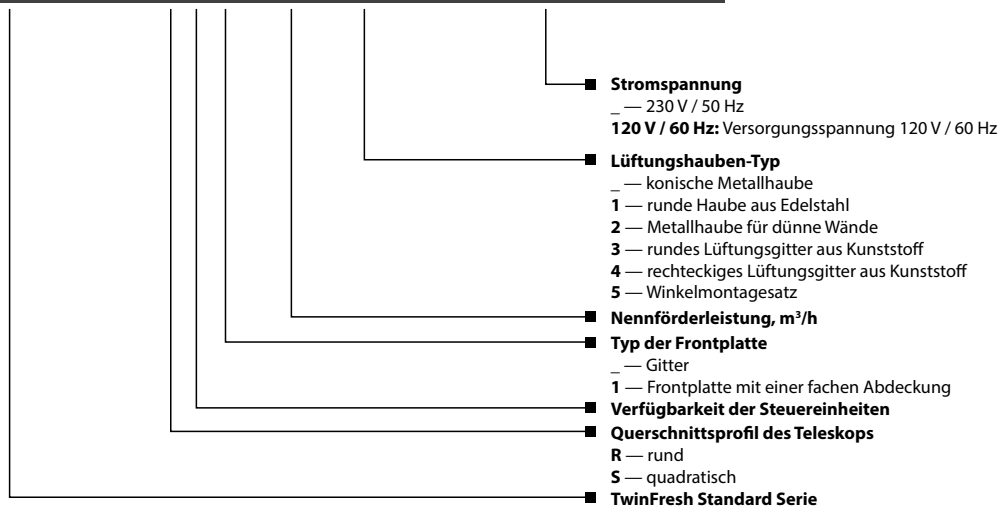 Stromspannung
_ — 230 V / 50 Hz
120 V / 60 Hz: Versorgungsspannung 120 V / 60 Hz
Lüftungshauben-Typ
_ — konische Metallhaube
1 — runde Haube aus Edelstahl
2 — Metallhaube für dünne Wände
3 — rundes Lüftungsgitter aus Kunststoff
4 — rechteckiges Lüftungsgitter aus Kunststoff
5 — Winkelmontagesatz
Nennförderleistung, m³/h
Typ der Frontplatte
_ — Gitter
1 — Frontplatte mit einer fachen Abdeckung
Verfügbarkeit der Steuereinheiten
Querschnittsprofil des Teleskops
R — rund
S — quadratisch
TwinFresh Standard Serie